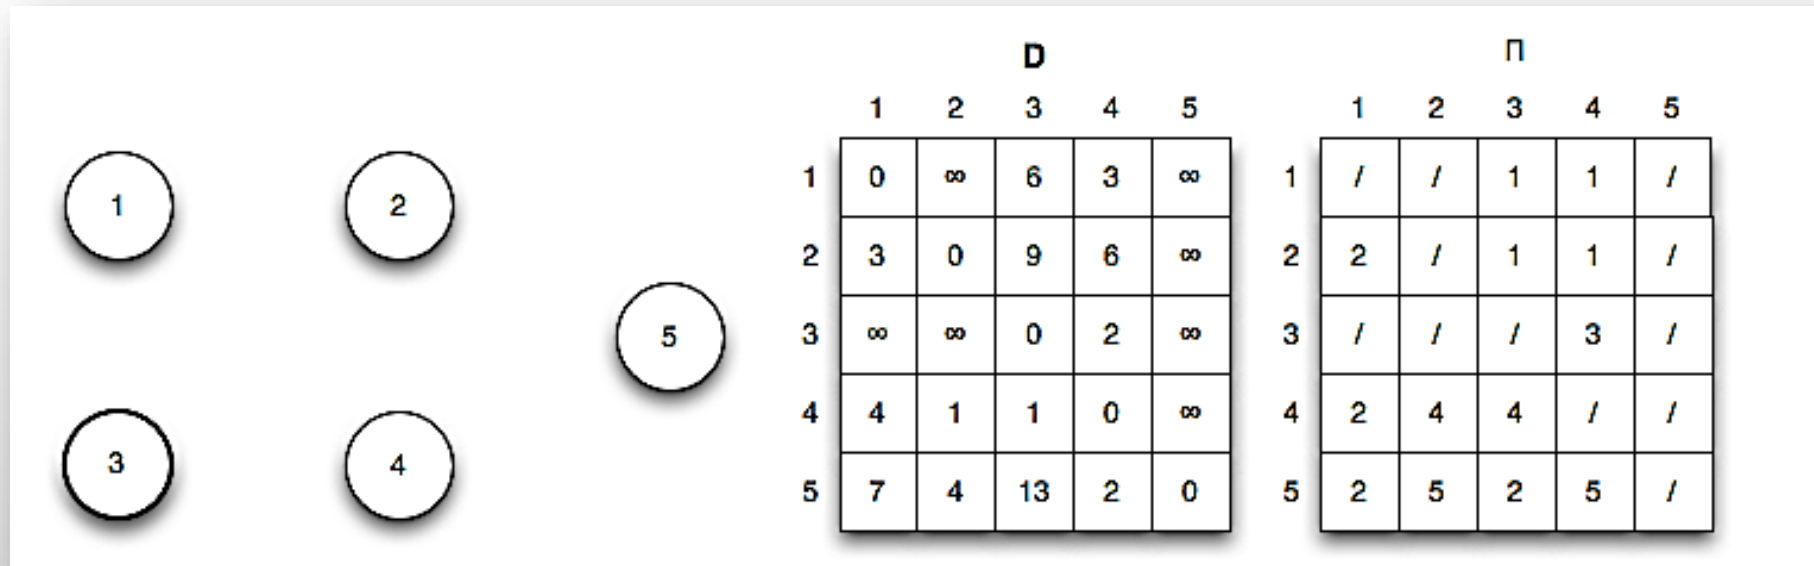 D Π
1 2 3 4 5 1 2 3 4 5
1 0 ∞ 6 3 ∞ 1 / / 1 1 /
2 3 0 9 6 ∞ 2 2 / 1 1 /
3 ∞ ∞ 0 2 ∞ 3 / / / 3 /
4 4 1 1 0 ∞ 4 2 4 4 / /
5 7 4 13 2 0 5 2 5 2 5 /
1 2
5
3 4